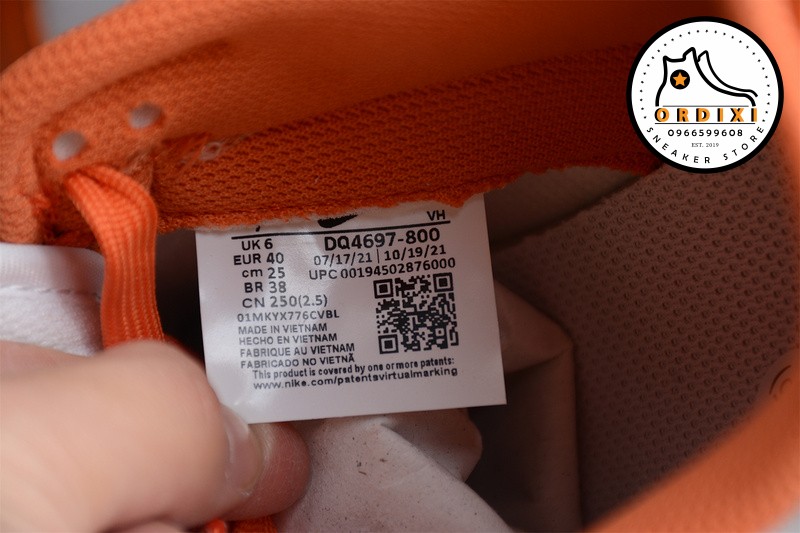 ORDIXI
0966599608
EST. 2019
SNEAKER STORE
VH
UK 6
DQ4697-800
EUR 40
07/17/21 | 10/19/21
cm 25
UPC 00194502876000
BR 38
CN 250(2.5)
01MKYX776CVBL
MADE IN VIETNAM
HECHO EN VIETNAM
FABRIQUE AU VIETNAM
FABRICADO NO VIETNÃ
This product is covered by one or more patents:
www.nike.com/patentsvirtualmarking